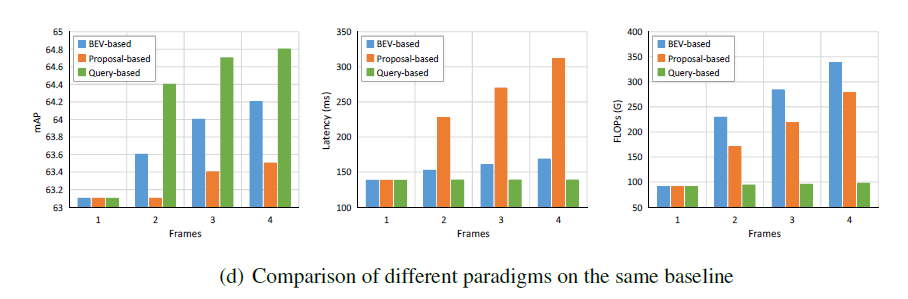 65
64.8
64.6
64.4
64.2
64
63.8
63.6
63.4
63.2
63
mAP
BEV-based
Proposal-based
Query-based
1 2 3 4
Frames
350
300
250
200
150
100
Latency (ms)
BEV-based
Proposal-based
Query-based
1 2 3 4
Frames
400
350
300
250
200
150
100
50
FLOPs (G)
BEV-based
Proposal-based
Query-based
1 2 3 4
Frames
(d) Comparison of different paradigms on the same baseline